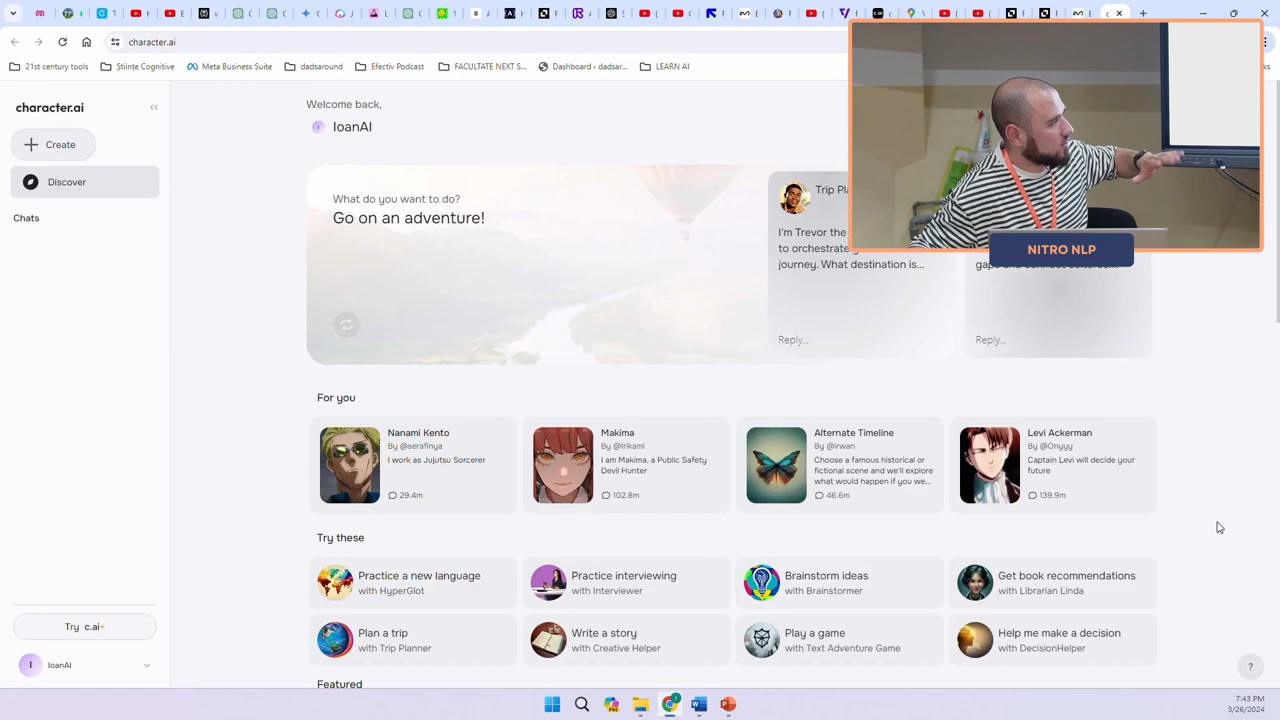 character.ai
21st century tools
Științe Cognitive
Meta Business Suite
dadsaround
Efectiv Podcast
FACULTATE NEXT S...
Dashboard ‹ dadsar...
LEARN AI
character.ai
Create
Discover
Chats
Try c.ai+
IoanAI
Welcome back,
IoanAI
What do you want to do?
Go on an adventure!
I'm Trevor the
to orchestrate
journey. What destination is...
Reply...
Reply...
NITRO NLP
For you
Nanami Kento
By @serafinya
I work as Jujutsu Sorcerer
29.4m
Makima
By @Irikami
I am Makima, a Public Safety
Devil Hunter
102.8m
Alternate Timeline
By @irwan
Choose a famous historical or
fictional scene and we'll explore
what would happen if you we...
46.6m
Levi Ackerman
By @Onyyy
Captain Levi will decide your
future
139.9m
Try these
Practice a new language
with HyperGlot
Practice interviewing
with Interviewer
Brainstorm ideas
with Brainstormer
Get book recommendations
with Librarian Linda
Plan a trip
with Trip Planner
Write a story
with Creative Helper
Play a game
with Text Adventure Game
Help me make a decision
with DecisionHelper
Featured
?
7:43 PM
3/26/2024